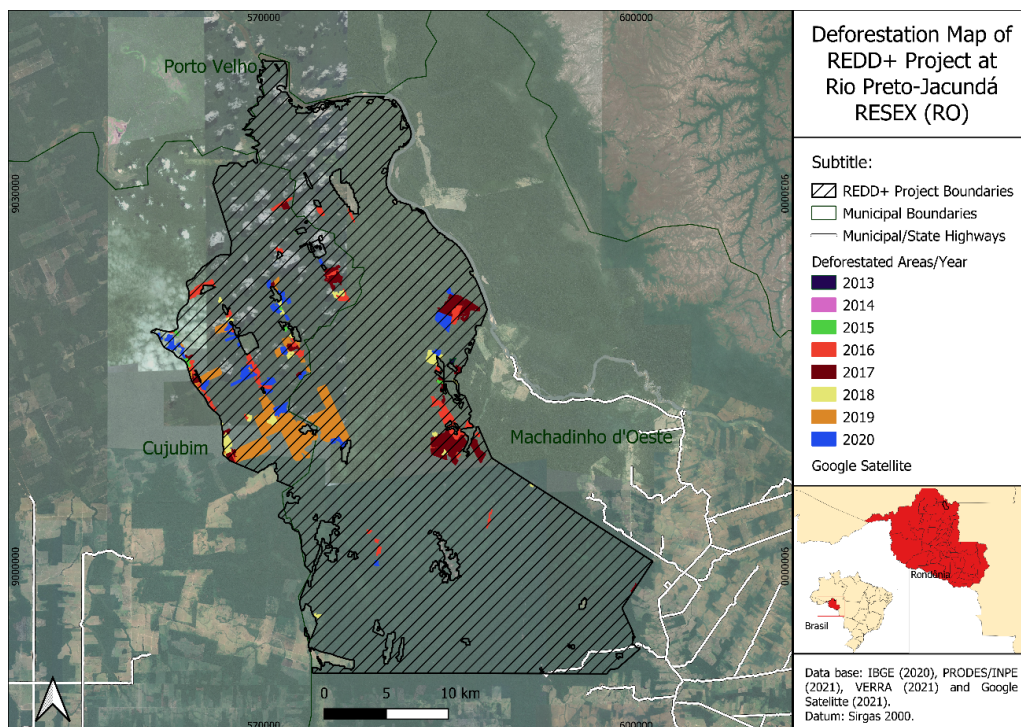 570000
600000
Porto Velho
9030000
9030000
Cujubim
Machadinho d'Oeste
9000000
9000000
0 5 10 km
570000
600000
Deforestation Map of
REDD+ Project at
Rio Preto-Jacundá
RESEX (RO)
Subtitle:
REDD+ Project Boundaries
Municipal Boundaries
Municipal/State Highways
Deforestated Areas/Year
2013
2014
2015
2016
2017
2018
2019
2020
Google Satellite
Rondônia
Brasil
Data base: IBGE (2020), PRODES/INPE
(2021), VERRA (2021) and Google
Satelitte (2021).
Datum: Sirgas 2000.